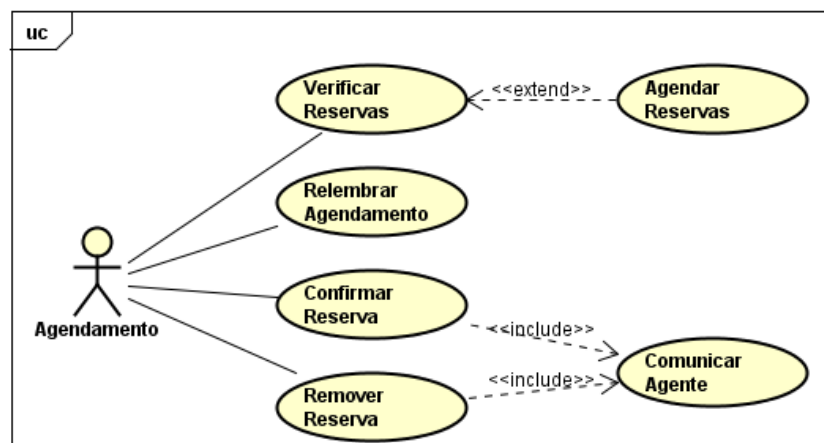 uc
Verificar
Reservas
<<extend>>
Agendar
Reservas
Relembrar
Agendamento
Agendamento
Confirmar
Reserva
<<include>>
Comunicar
Agente
<<include>>
Remover
Reserva